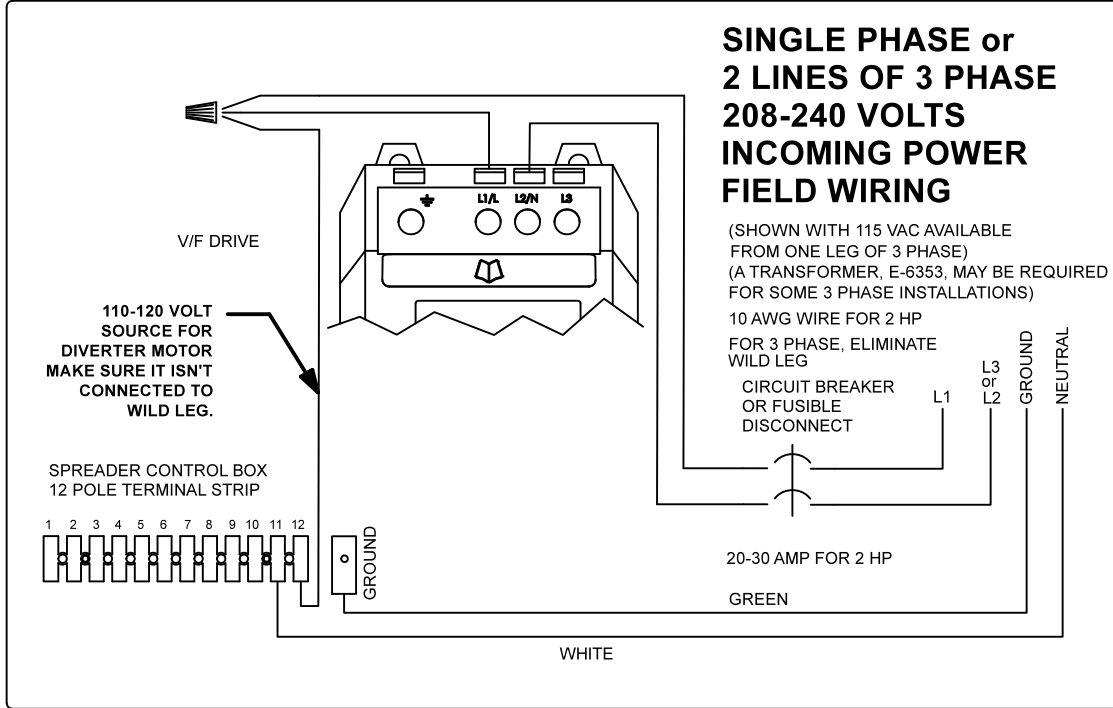 SINGLE PHASE or
2 LINES OF 3 PHASE
208-240 VOLTS
INCOMING POWER
FIELD WIRING
(SHOWN WITH 115 VAC AVAILABLE
FROM ONE LEG OF 3 PHASE)
(A TRANSFORMER, E-6353, MAY BE REQUIRED
FOR SOME 3 PHASE INSTALLATIONS)
10 AWG WIRE FOR 2 HP
FOR 3 PHASE, ELIMINATE
WILD LEG
CIRCUIT BREAKER
OR FUSIBLE
DISCONNECT
L1
L3
or
L2
GROUND
NEUTRAL
L1/L L2/N L3
V/F DRIVE
110-120 VOLT
SOURCE FOR
DIVERTER MOTOR
MAKE SURE IT ISN'T
CONNECTED TO
WILD LEG.
SPREADER CONTROL BOX
12 POLE TERMINAL STRIP
1 2 3 4 5 6 7 8 9 10 11 12
GROUND
20-30 AMP FOR 2 HP
GREEN
WHITE